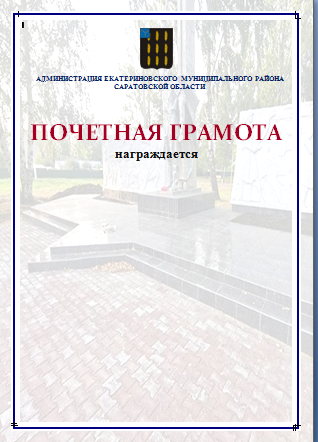 АДМИНИСТРАЦИЯ ЕКАТЕРИНОВСКОГО МУНИЦИПАЛЬНОГО РАЙОНА
САРАТОВСКОЙ ОБЛАСТИ
ПОЧЕТНАЯ ГРАМОТА
награждается